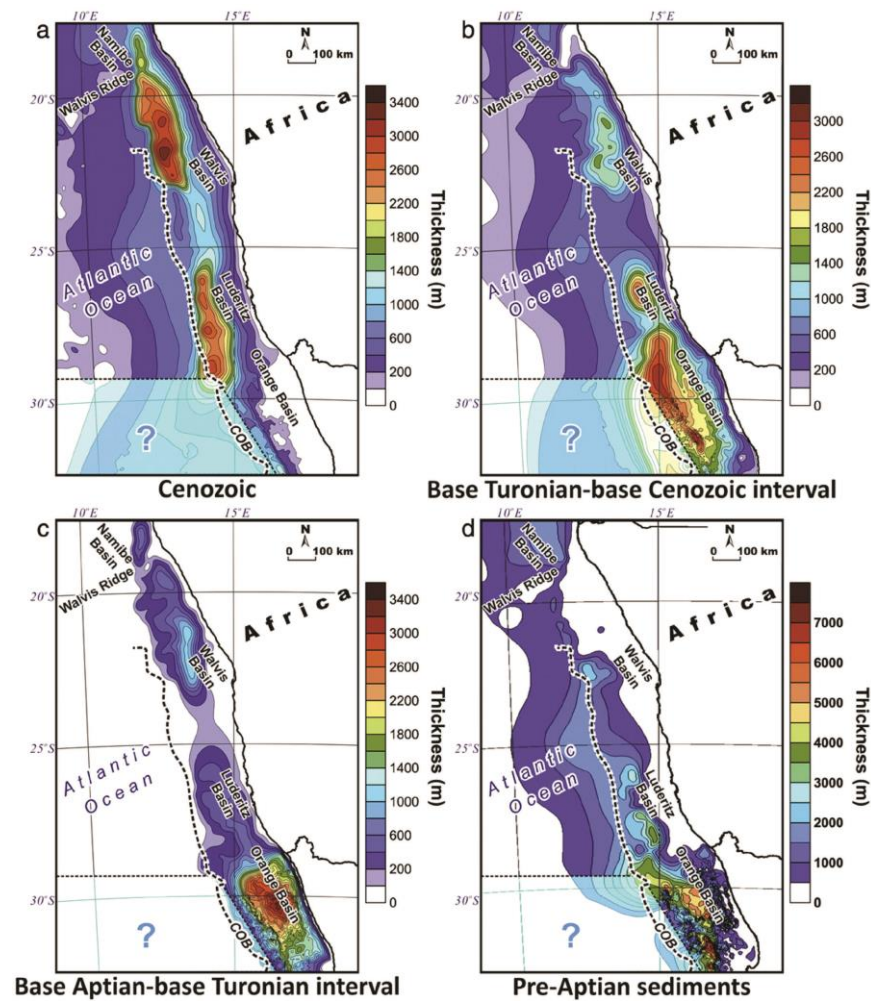 a
10°E
15°E
N
0 100 km
Namibe
Basin
Walvis Ridge
20°S
Africa
Walvis
Basin
25°S
Atlantic
Ocean
Luderitz
Basin
Orange Basin
30°S
?
COB
3400
3000
2600
2200
1800
1400
1000
600
200
0
Thickness (m)
Cenozoic
b
10°E
15°E
N
0 100 km
Namibe
Basin
Walvis Ridge
20°S
Africa
Walvis
Basin
25°S
Atlantic
Ocean
Luderitz
Basin
Orange Basin
30°S
?
COB
3000
2600
2200
1800
1400
1000
600
200
0
Thickness (m)
Base Turonian-base Cenozoic interval
c
10°E
15°E
N
0 100 km
Namibe
Basin
Walvis Ridge
20°S
Africa
Walvis
Basin
25°S
Atlantic
Ocean
Luderitz
Basin
Orange Basin
30°S
?
COB
3400
3000
2600
2200
1800
1400
1000
600
200
0
Thickness (m)
Base Aptian-base Turonian interval
d
10°E
15°E
N
0 100 km
Namibe
Basin
Walvis Ridge
20°S
Africa
Walvis
Basin
25°S
Atlantic
Ocean
Luderitz
Basin
Orange Basin
30°S
?
COB
7000
6000
5000
4000
3000
2000
1000
0
Thickness (m)
Pre-Aptian sediments